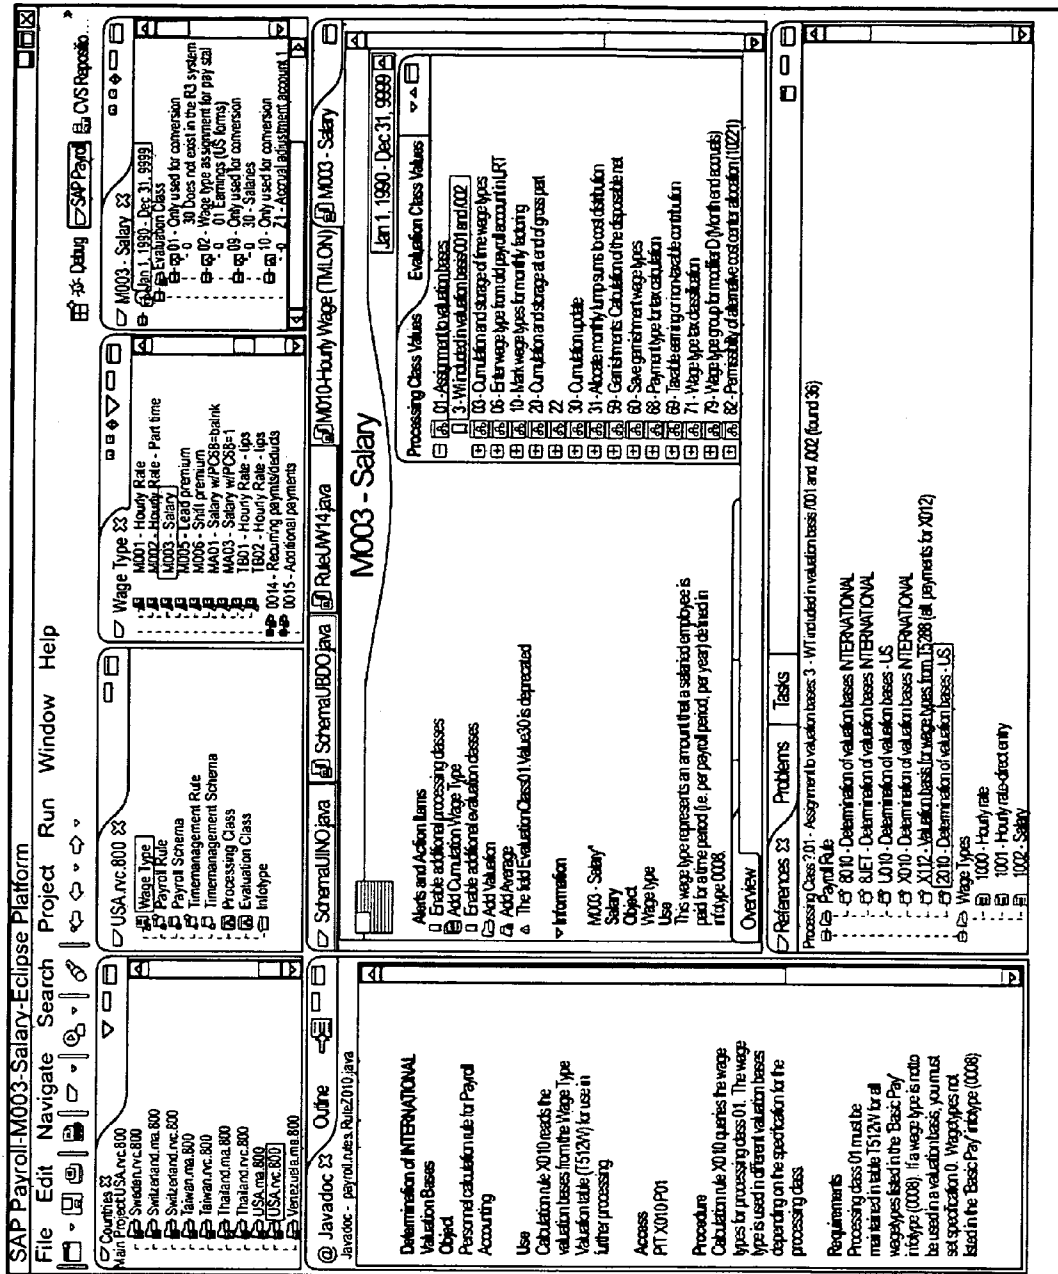 SAP Payroll-M003-Salary-Eclipse Platform
File Edit Navigate Search Project Run Window Help
Debug SAP Payroll CVS Reposito...
Countries
Main Project:USA.rvc.800
Sweden.rvc.800
Switzerland.ma.800
Switzerland.rvc.800
Taiwan.ma.800
Taiwan.rvc.800
Thailand.ma.800
Thailand.rvc.800
USA.ma.800
USA.rvc.800
Venezuela.ma.800
USA.rvc.800
Wage Type
Payroll Rule
Payroll Schema
Timemanagement Rule
Timemanagement Schema
Processing Class
Evaluation Class
Infotype
Wage Type
M001 - Hourly Rate
M002 - Hourly Rate - Part time
M003 - Salary
M005 - Lead premium
M006 - Shift premium
MA01 - Salary w/PC68=balnk
MA03 - Salary w/PC68=1
TB01 - Hourly Rate - tips
TB02 - Hourly Rate - tips
0014 - Recurring paymts/deducts
0015 - Additional payments
M003 - Salary
Jan 1, 1990 - Dec 31, 9999
Evaluation Class
01 - Only used for conversion
30 Does not exist in the R3 system
02 - Wage type assignment for pay stal
01 Earnings (US forms)
09 - Only used for conversion
30 - Salaries
10 - Only used for conversion
Z1 - Accrual adjustment account 1
@ Javadoc Outline
Javadoc - payroll.rutes.RuleZ010.java
Determination of INTERNATIONAL
Valuation Bases
Object
Personnel calculation rule for Payroll
Accounting
Use
Calculation rule X010 reads the
valuation bases from the Wage Type
Valuation table (T512W) for use in
further processing.
Access
PIT X010 P01
Procedure
Calculation rule X010 queries the wage
types for processing class 01. The wage
type is used in different valuation bases
depending on the specification for the
processing class.
Requirements
Processing class 01 must be
maintained in table T512W for all
wagetypes listed in the "Basic Pay"
infotype (0008). If a wage type is not to
be used in a valuation basis, you must
set specification 0. Wagetypes not
listed in the "Basic Pay" infotype (0008)
SchemaUINO.java SchemaUBDO.java RuleUW14.java M010-Hourly Wage (TMLON) M003 - Salary
M003 - Salary
Jan 1, 1990 - Dec 31, 9999
Alerts and Action Items
Enable additional processing classes
Add Cumulation Wage Type
Enable additional evaluation classes
Add Valuation
Add Average
The field EvaluationClass01.Value30 is deprecated
Information
M003 - Salary"
Salary
Object
Wage type
Use
This wage type represents an amount that a salaried employee is
paid for a time period (i.e. per payroll period, per year) defined in
infotype 0008.
Overview
Processing Class Values Evaluation Class Values
01 - Assignment to valuation bases
3 - Wt included in valuation basis /001 and /002
03 - Cumulation and storage of time wage types
06 - Enter wage type from old payroll account in LRT
10 - Mark wage types for monthly factoring
20 - Cumulation and storage at end of gross part
22
30 - Cumulation update
31 - Allocate monthly lump sums to cost distribution
59 - Garnishments: Calculation of the disposable net
60 - Save garnishment wage types
68 - Payment type for tax calculation
69 - Taxable earning or non-taxable contribution
71 - Wage type tax classification
79 - Wage type group for modifier D (Month end accruals)
82 - Permissibility of alternative cost center allocation (10221)
References Problems Tasks
Processing Class ?.01 - Assignment to valuation bases: 3 - WT included in valuation basis /001 and /002 (found 36)
Payroll Rule
8010 - Determination of valuation bases INTERNATIONAL
8JE7 - Determination of valuation bases INTERNATIONAL
U010 - Determination of valuation bases - US
X010 - Determination of valuation bases INTERNATIONAL
X112 - Valuation basis for wage types from T5288 (alt. payments for X012)
Z010 - Determination of valuation bases - US
Wage Types
1000 - Hourly rate
1001 - Hourly rate-direct entry
1002 - Salary